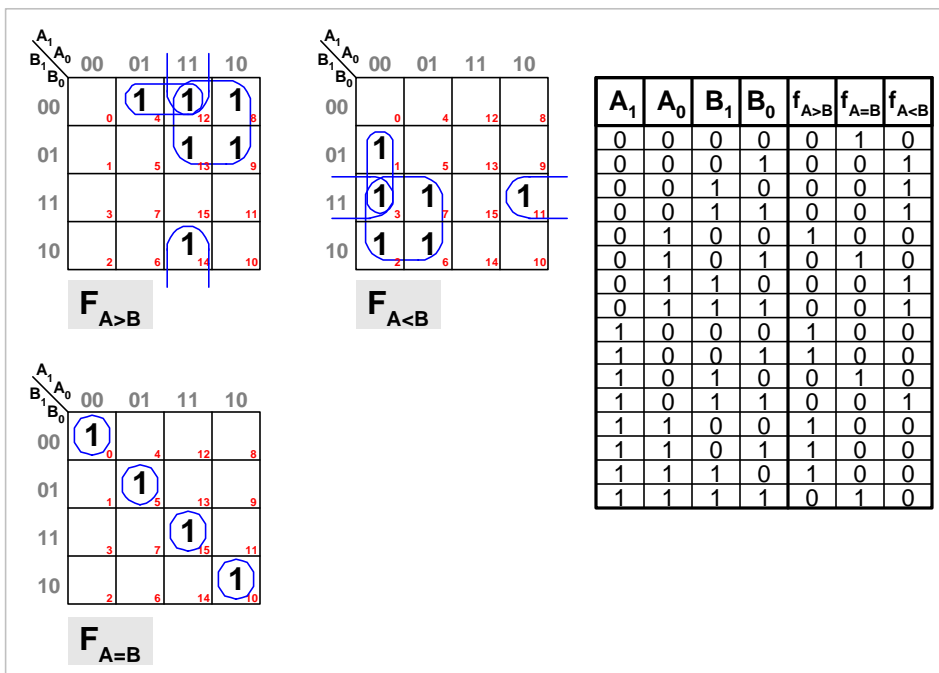 A1 A0
B1 B0
00 01 11 10
00 1 1 1
0 4 12 8
01 1 1
1 5 13 9
11
3 7 15 11
10 1
2 6 14 10
F A>B
A1 A0
B1 B0
00 01 11 10
00
0 4 12 8
01 1
1 5 13 9
11 1 1 1
3 7 15 11
10 1 1
2 6 14 10
F A<B
A1 A0
B1 B0
00 01 11 10
00 1
0 4 12 8
01 1
1 5 13 9
11 1
3 7 15 11
10 1
2 6 14 10
F A=B
A1 A0 B1 B0 fA>B fA=B fA<B
0 0 0 0 0 1 0
0 0 0 1 0 0 1
0 0 1 0 0 0 1
0 0 1 1 0 0 1
0 1 0 0 1 0 0
0 1 0 1 0 1 0
0 1 1 0 0 0 1
0 1 1 1 0 0 1
1 0 0 0 1 0 0
1 0 0 1 1 0 0
1 0 1 0 0 1 0
1 0 1 1 0 0 1
1 1 0 0 1 0 0
1 1 0 1 1 0 0
1 1 1 0 1 0 0
1 1 1 1 0 1 0